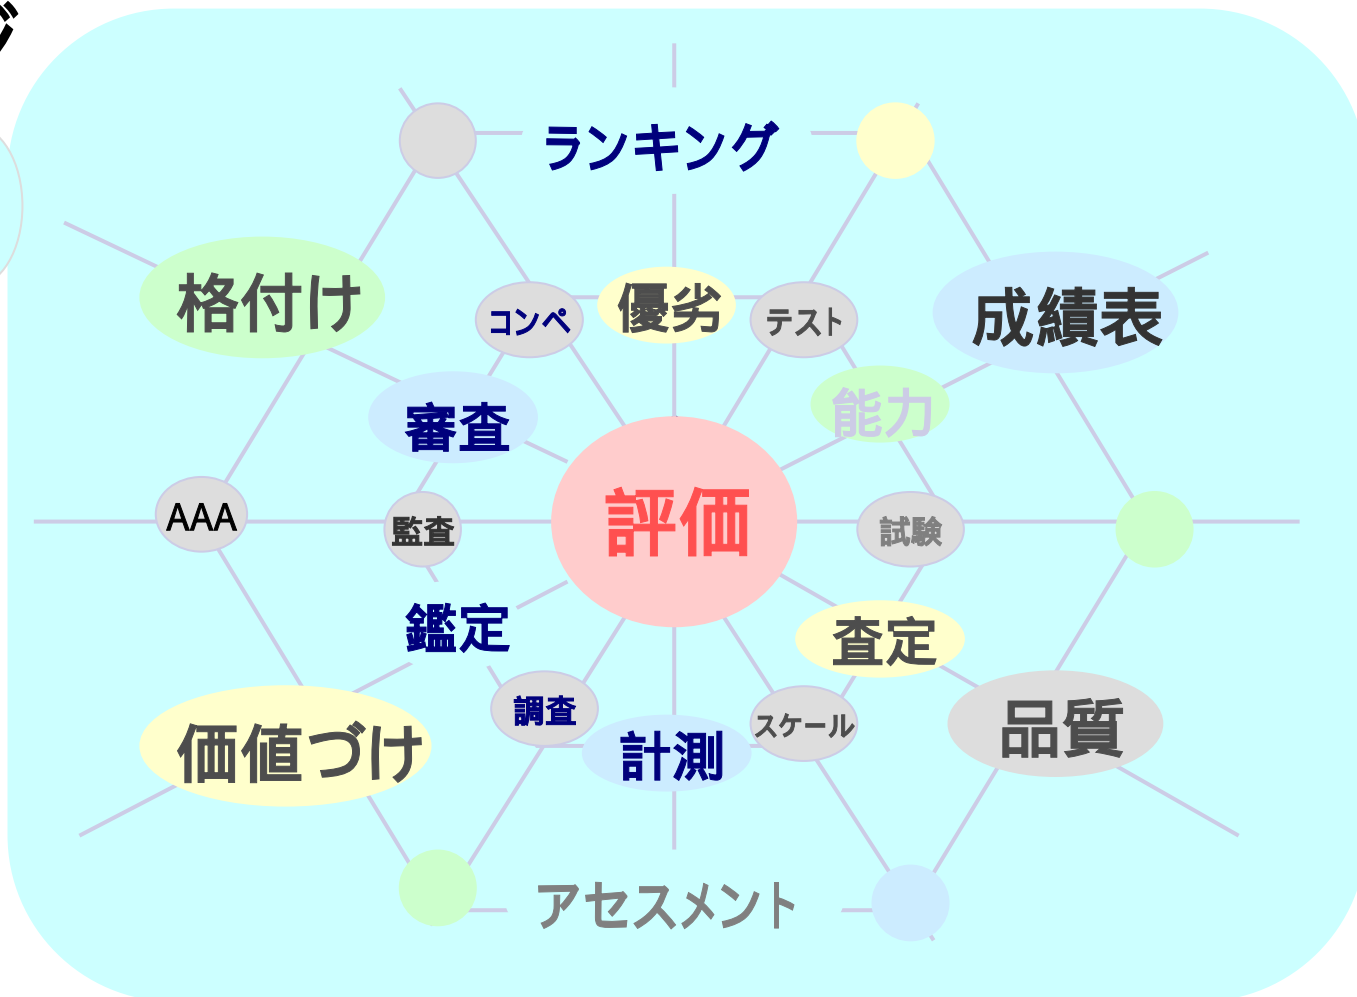 ジ
ランキング
格付け
コンペ
優劣
テスト
成績表
審査
能力
AAA
監査
評価
試験
鑑定
査定
価値づけ
調査
計測
スケール
品質
アセスメント